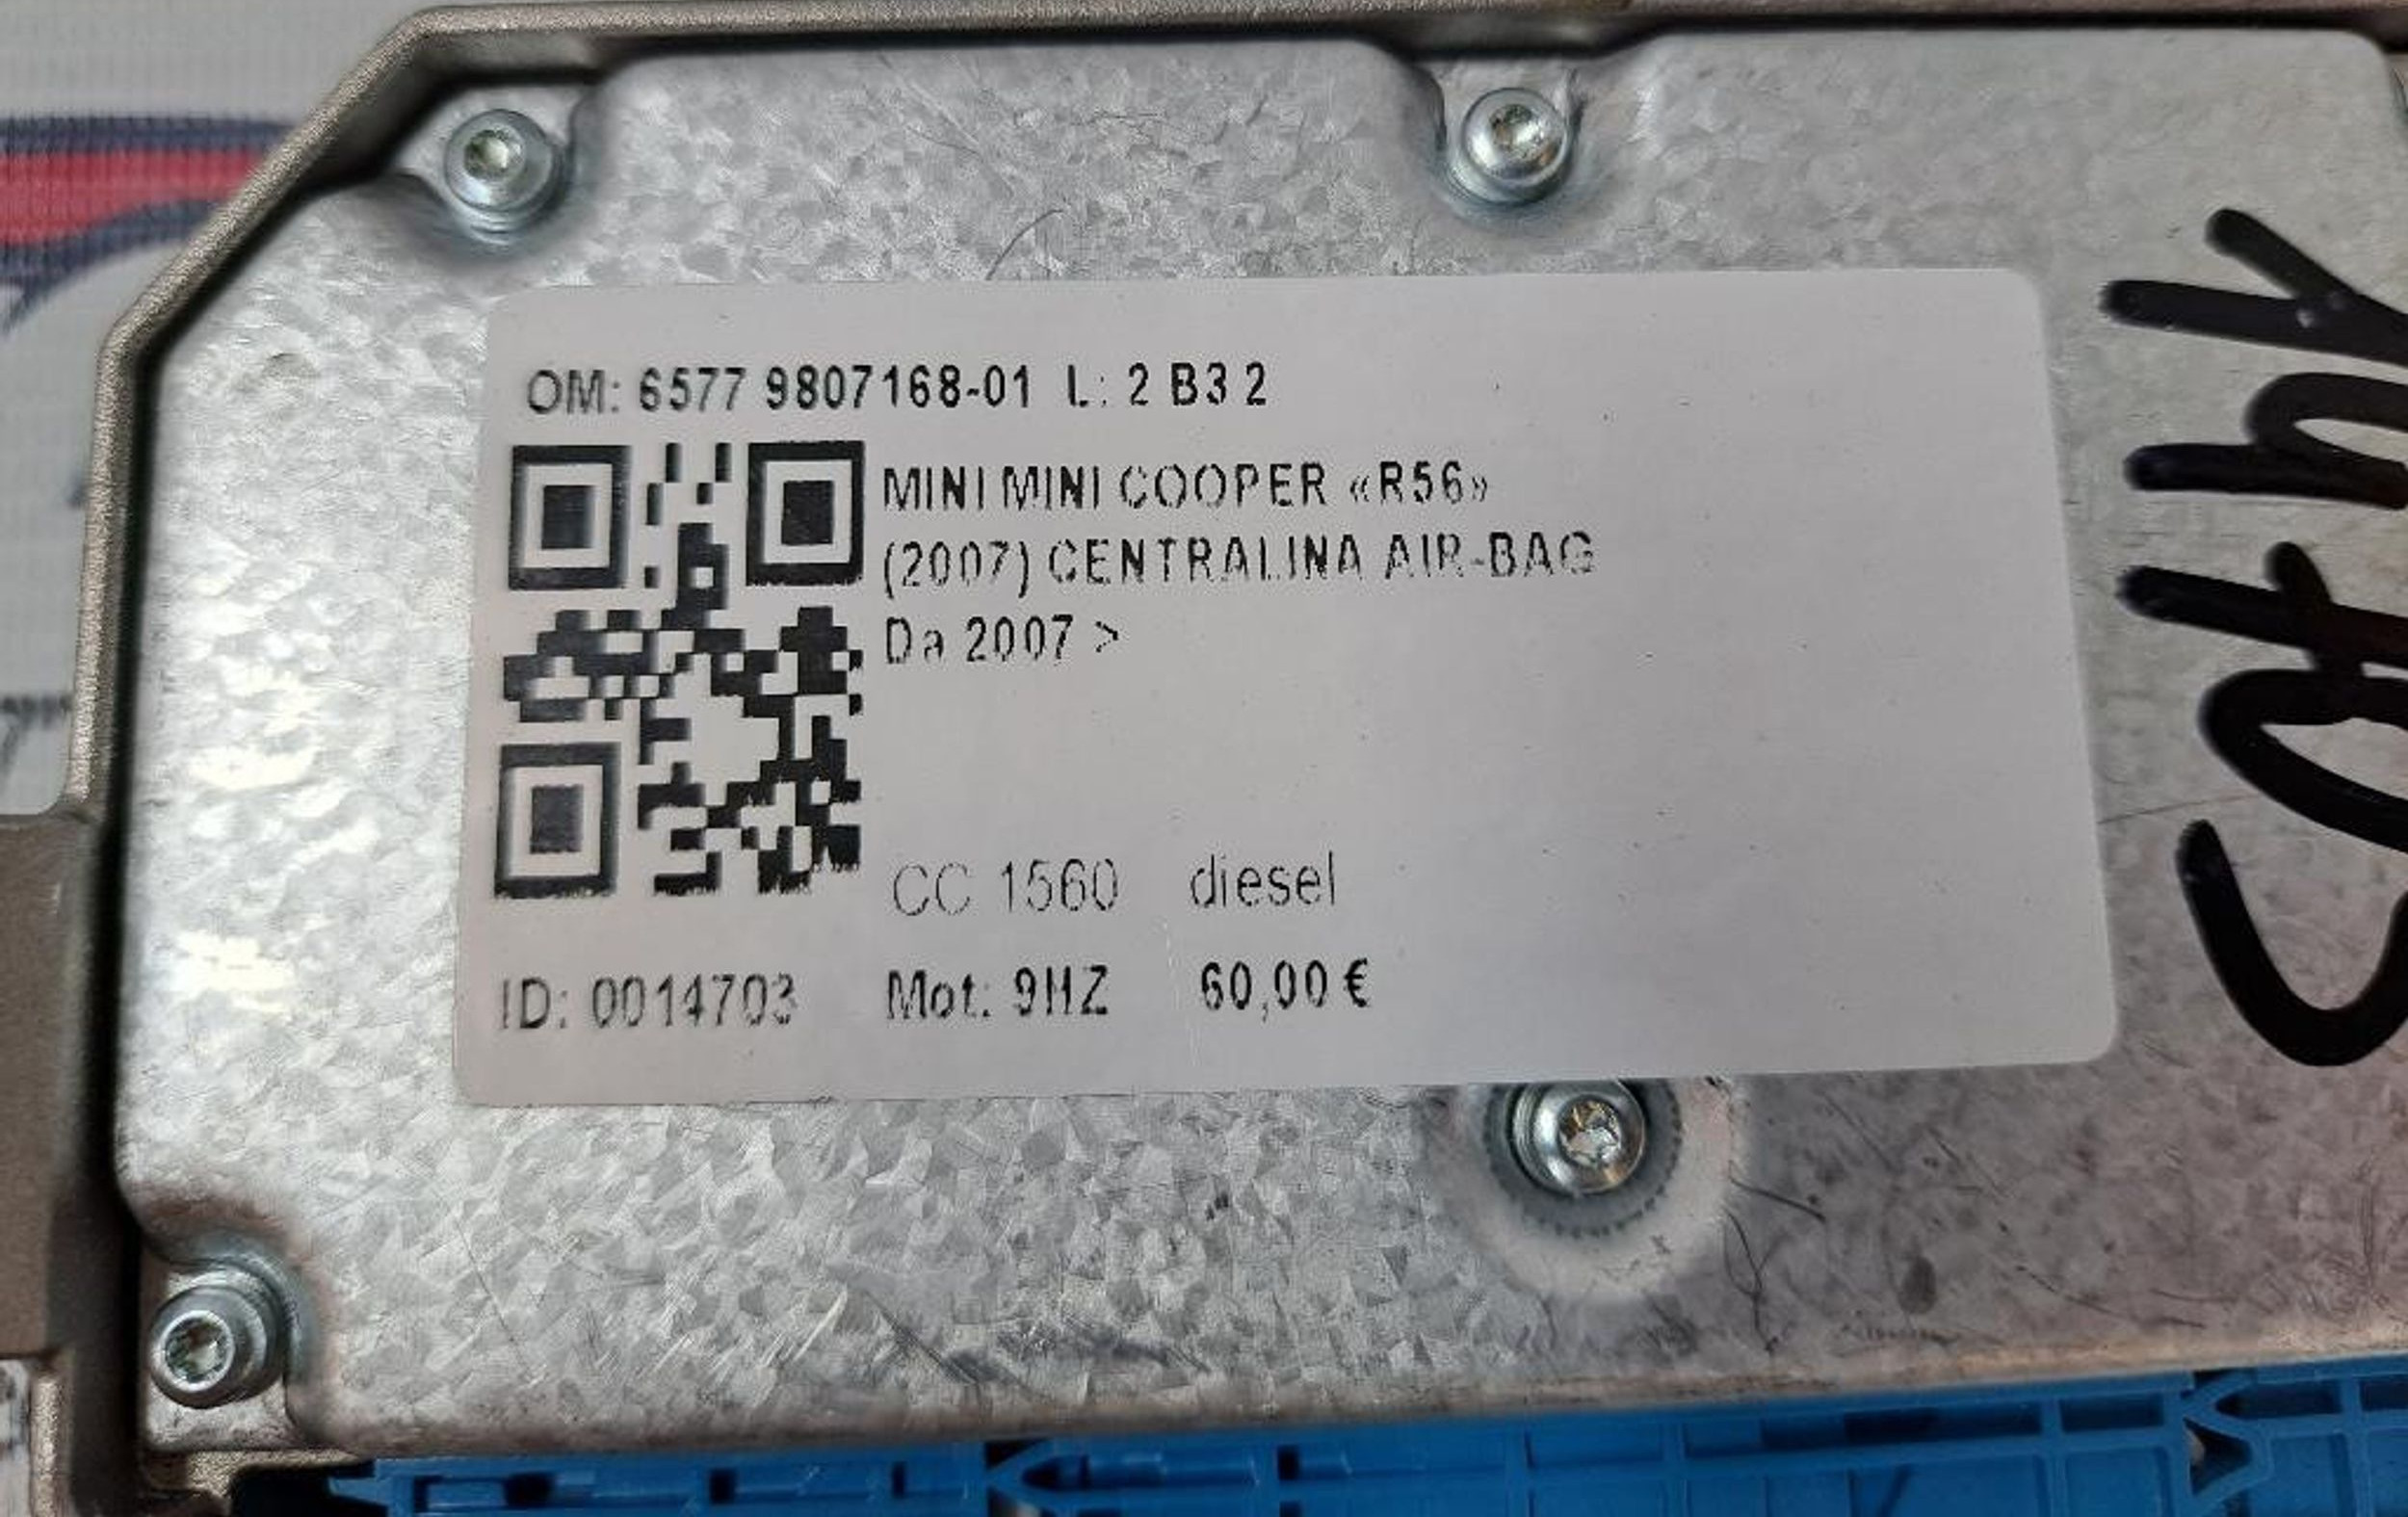 OM: 6577 9807168-01 L: 2 B3 2
MINI MINI COOPER «R56»
(2007) CENTRALINA AIR-BAG
Da 2007 >
CC 1560 diesel
ID: 0014703 Mot: 9HZ 60,00 €